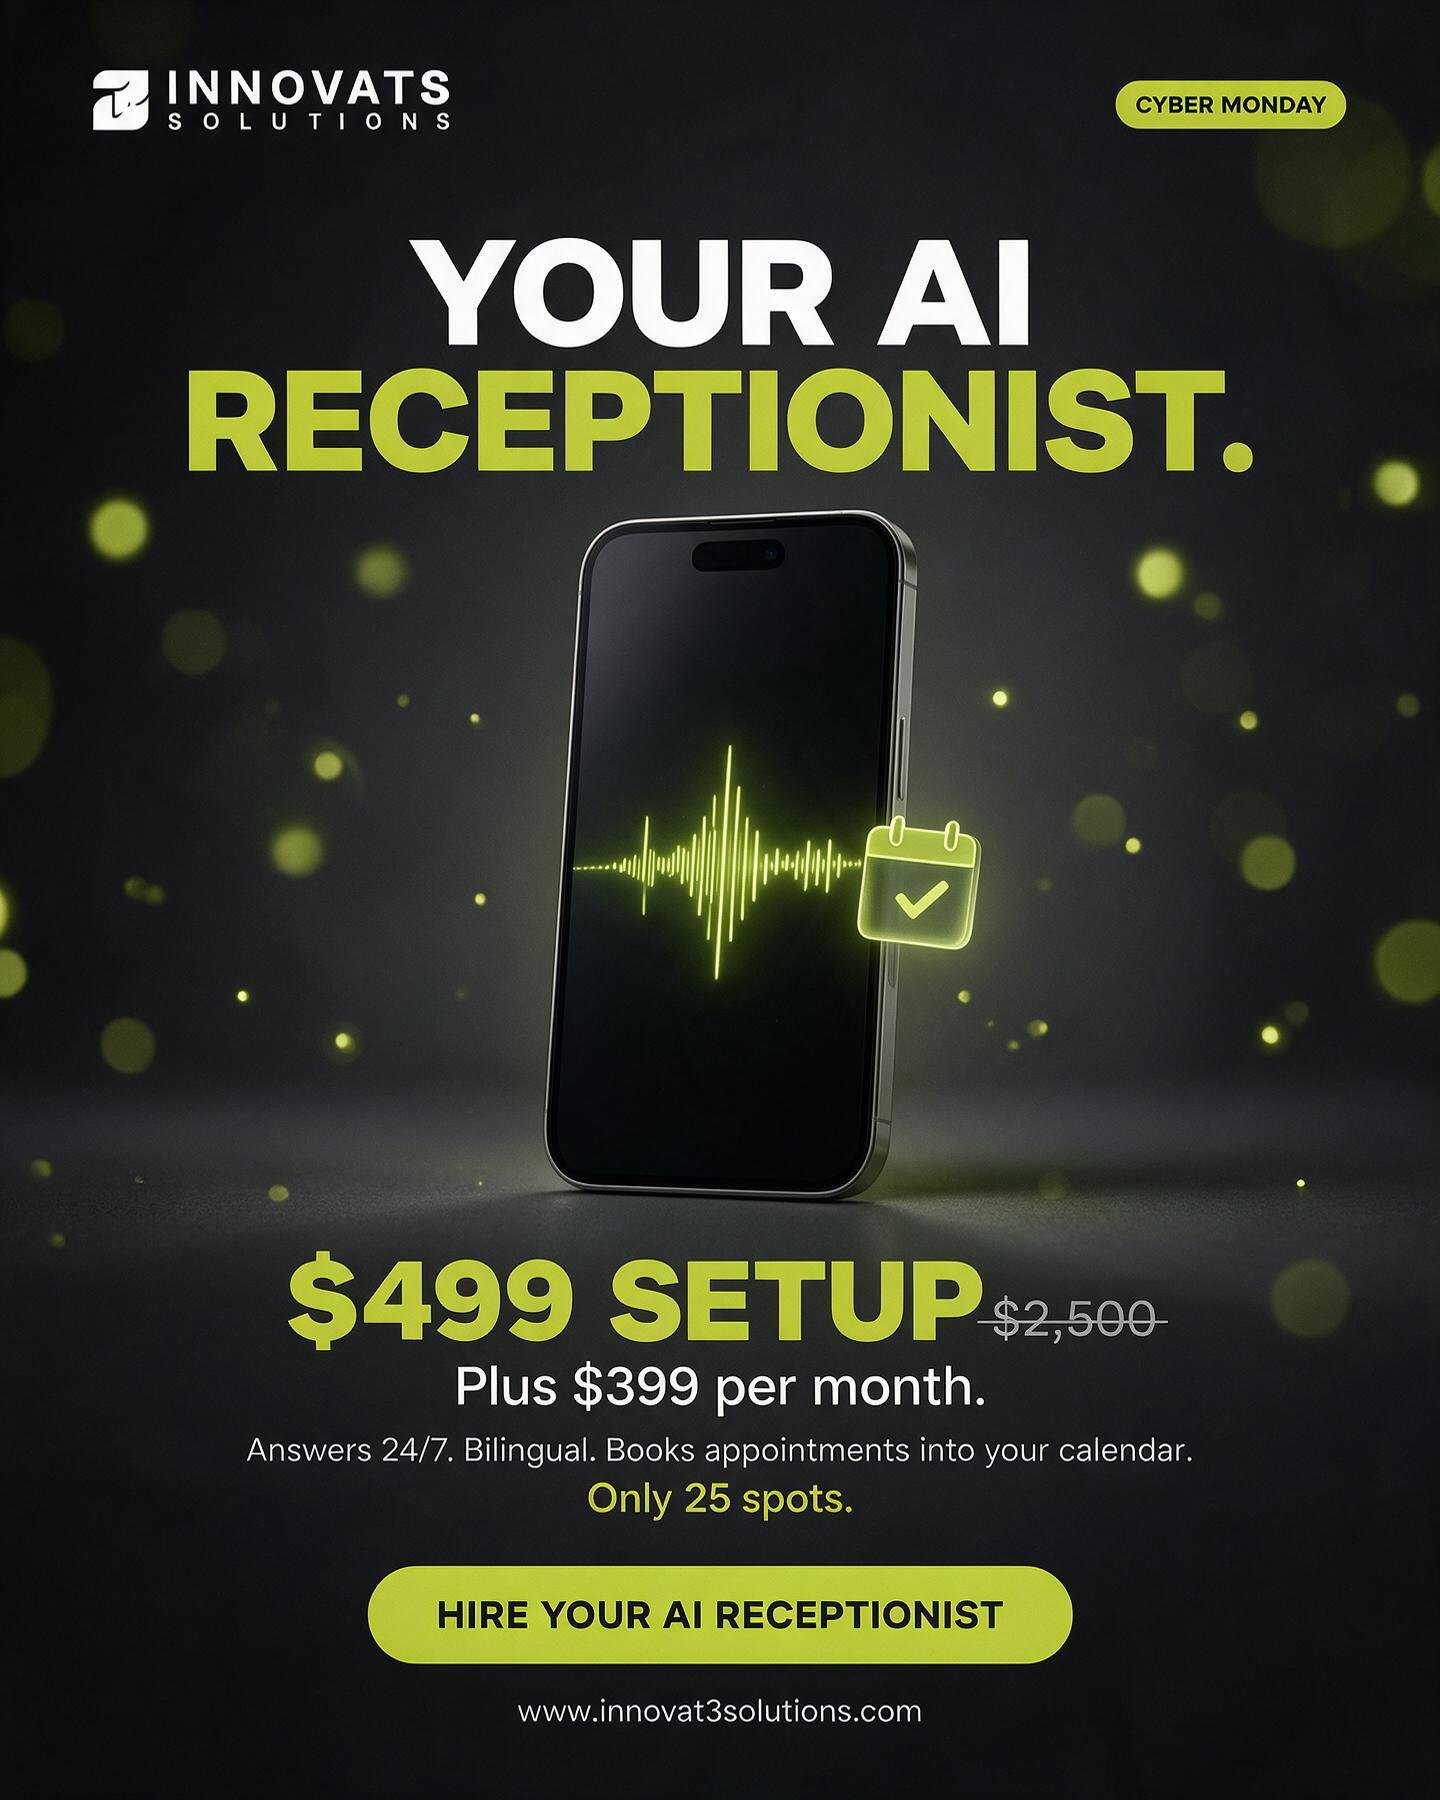 INNOVATS
SOLUTIONS
CYBER MONDAY
YOUR AI
RECEPTIONIST.
$499 SETUP $2,500
Plus $399 per month.
Answers 24/7. Bilingual. Books appointments into your calendar.
Only 25 spots.
HIRE YOUR AI RECEPTIONIST
www.innovat3solutions.com